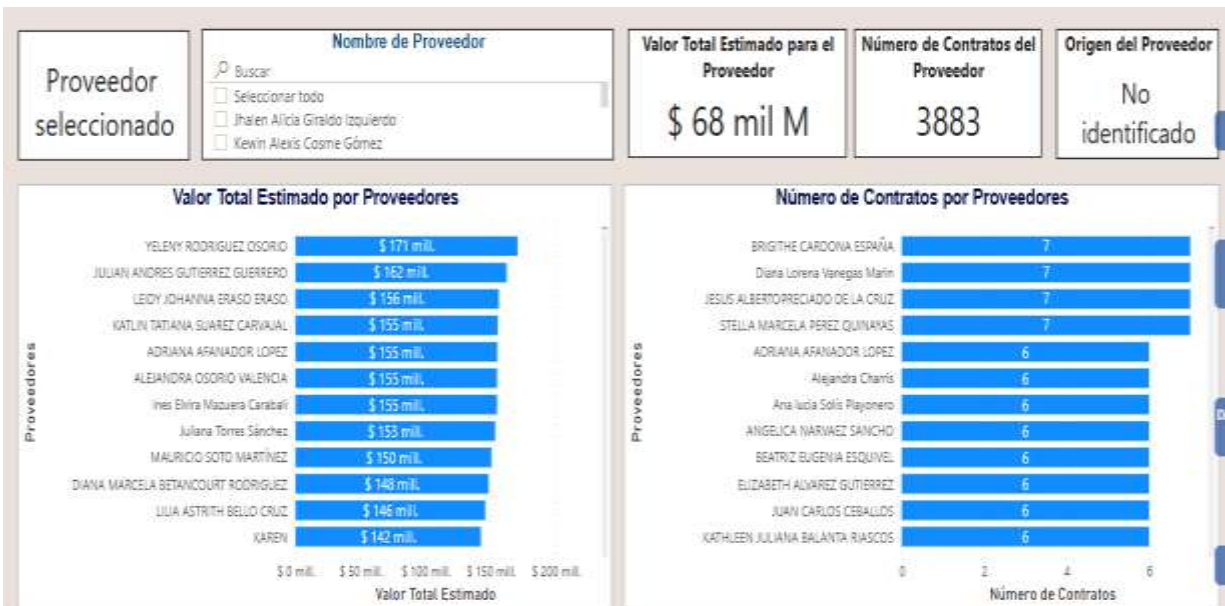 Proveedor
seleccionado
Nombre de Proveedor
Buscar
Seleccionar todo
Jhalen Alicia Giraldo Izquierdo
Kewin Alexis Cosme Gómez
Valor Total Estimado para el
Proveedor
$ 68 mil M
Número de Contratos del
Proveedor
3883
Origen del Proveedor
No
identificado
Valor Total Estimado por Proveedores
Proveedores
YELENY RODRIGUEZ OSORIO $ 171 mill.
JULIAN ANDRES GUTIERREZ GUERRERO $ 162 mill.
LEIDY JOHANNA ERASO ERASO $ 156 mill.
KATLIN TATIANA SUAREZ CARVAJAL $ 155 mill.
ADRIANA AFANADOR LOPEZ $ 155 mill.
ALEJANDRA OSORIO VALENCIA $ 155 mill.
Ines Elvira Mazuera Carabali $ 155 mill.
Juliana Torres Sánchez $ 153 mill.
MAURICIO SOTO MARTÍNEZ $ 150 mill.
DIANA MARCELA BETANCOURT RODRIGUEZ $ 148 mill.
LILIA ASTRITH BELLO CRUZ $ 146 mill.
KAREN $ 142 mill.
$ 0 mill. $ 50 mill. $ 100 mill. $ 150 mill. $ 200 mill.
Valor Total Estimado
Número de Contratos por Proveedores
Proveedores
BRIGITHE CARDONA ESPAÑA 7
Diana Lorena Vanegas Marin 7
JESUS ALBERTO PRECIADO DE LA CRUZ 7
STELLA MARCELA PEREZ QUINAYAS 7
ADRIANA AFANADOR LOPEZ 6
Alejandra Charris 6
Ana lucia Solis Playonero 6
ANGELICA NARVAEZ SANCHO 6
BEATRIZ EUGENIA ESQUIVEL 6
ELIZABETH ALVAREZ GUTIERREZ 6
JUAN CARLOS CEBALLOS 6
KATHLEEN JULIANA BALANTA RIASCOS 6
0 2 4 6
Número de Contratos